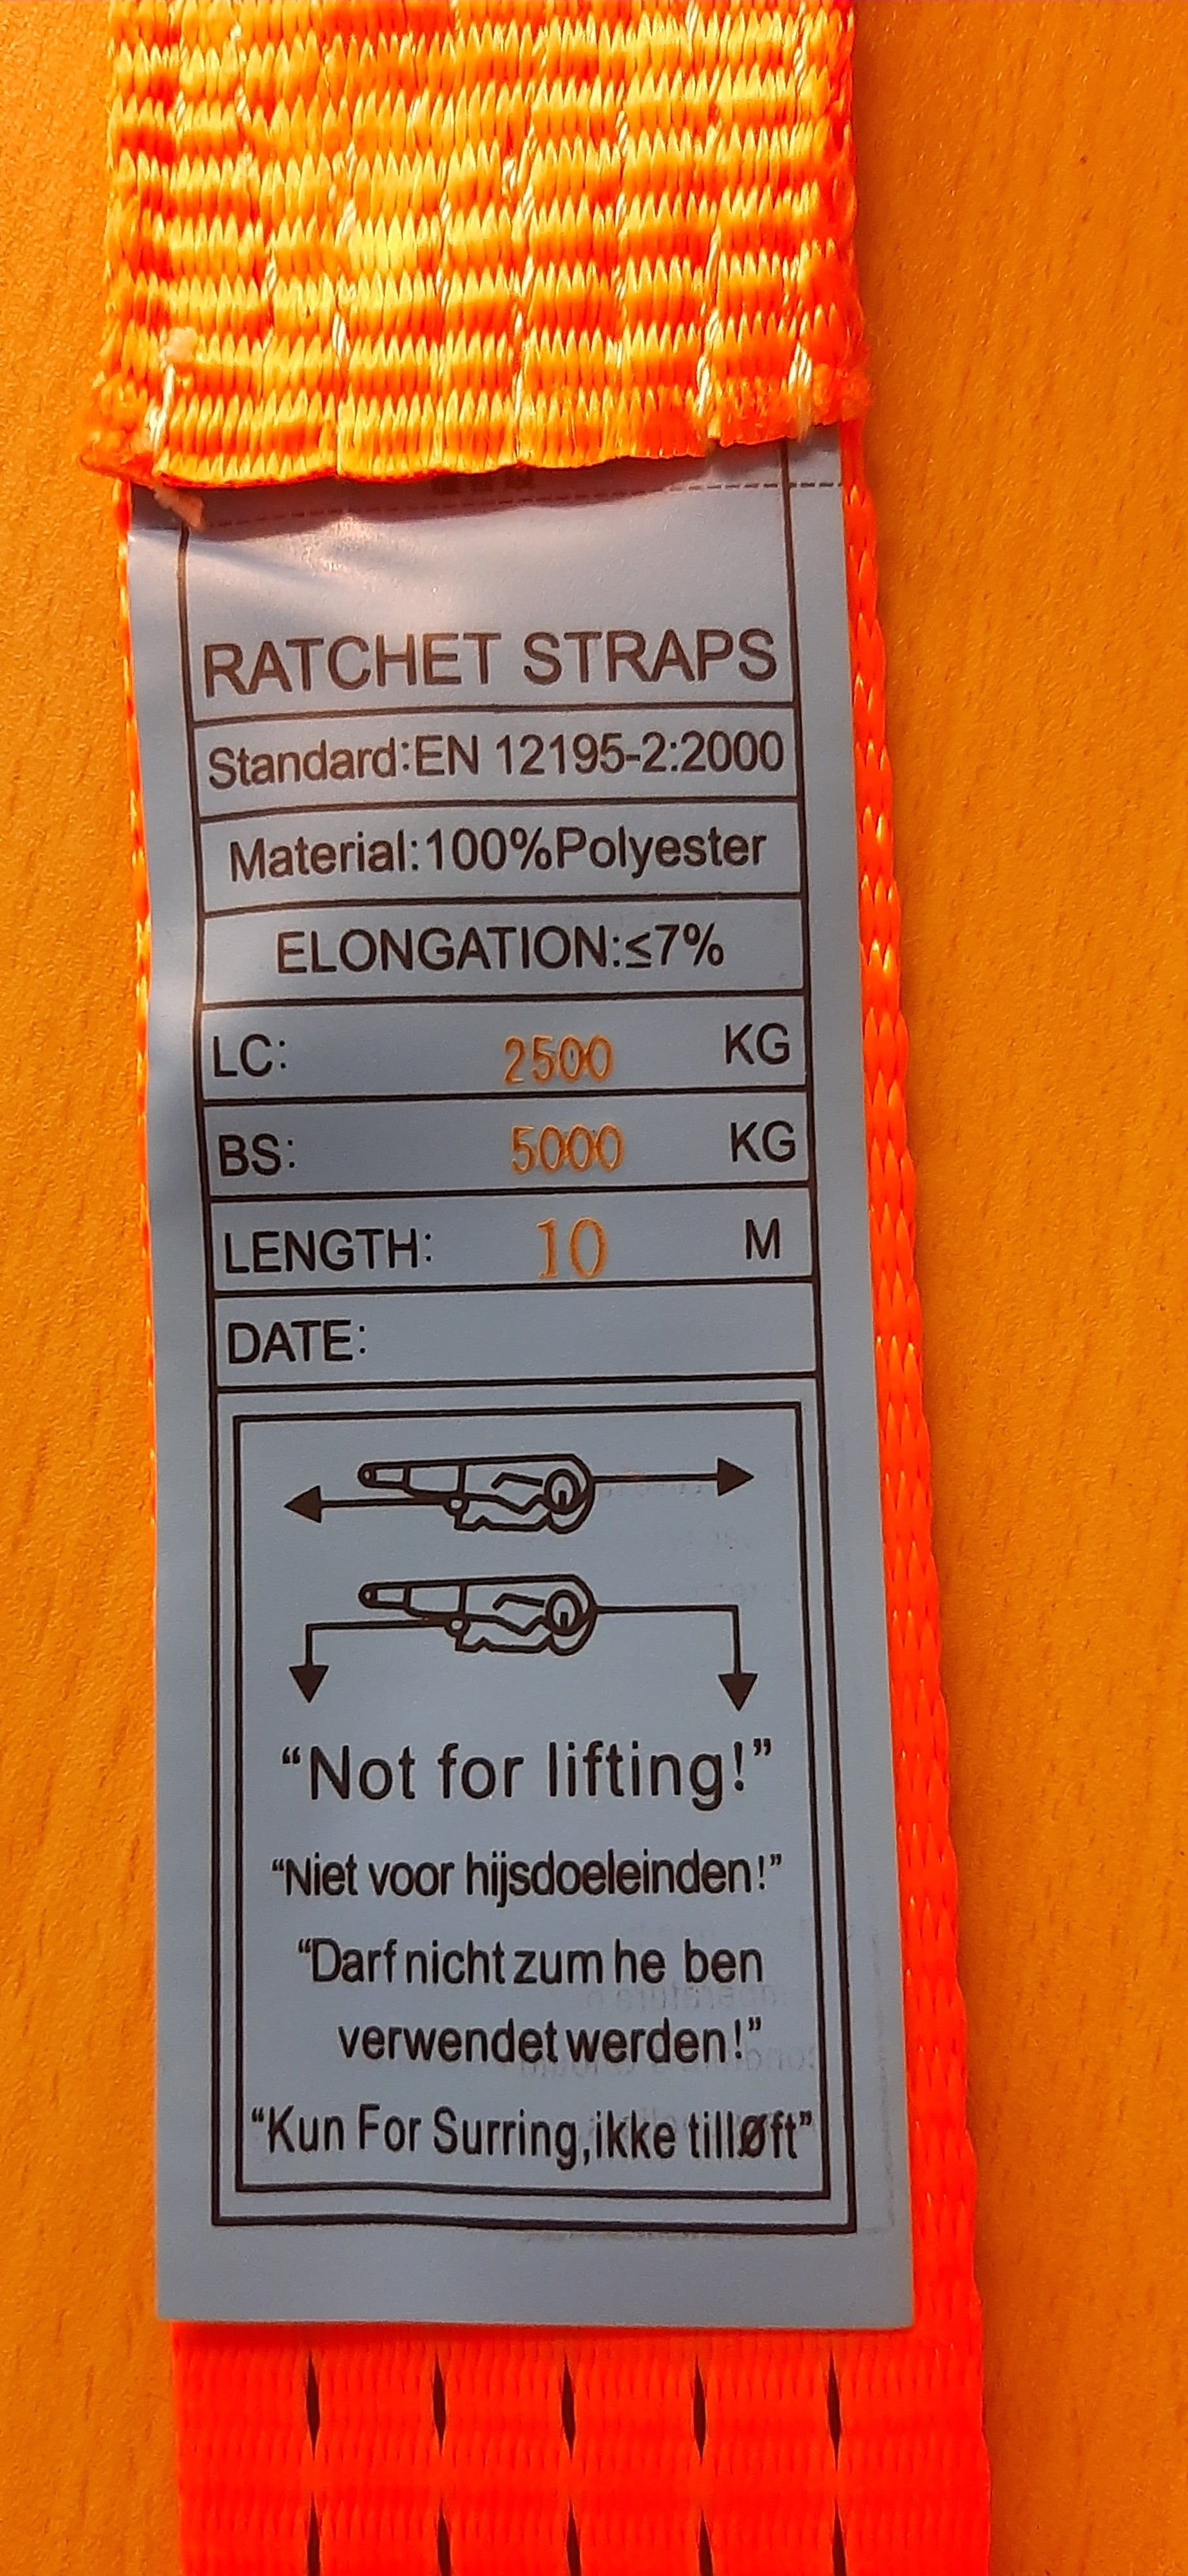 RATCHET STRAPS
Standard:EN 12195-2:2000
Material:100%Polyester
ELONGATION:≤7%
LC: 2500 KG
BS: 5000 KG
LENGTH: 10 M
DATE:
“Not for lifting!”
“Niet voor hijsdoeleinden!”
“Darf nicht zum he ben
verwendet werden!”
“Kun For Surring,ikke tilløft”